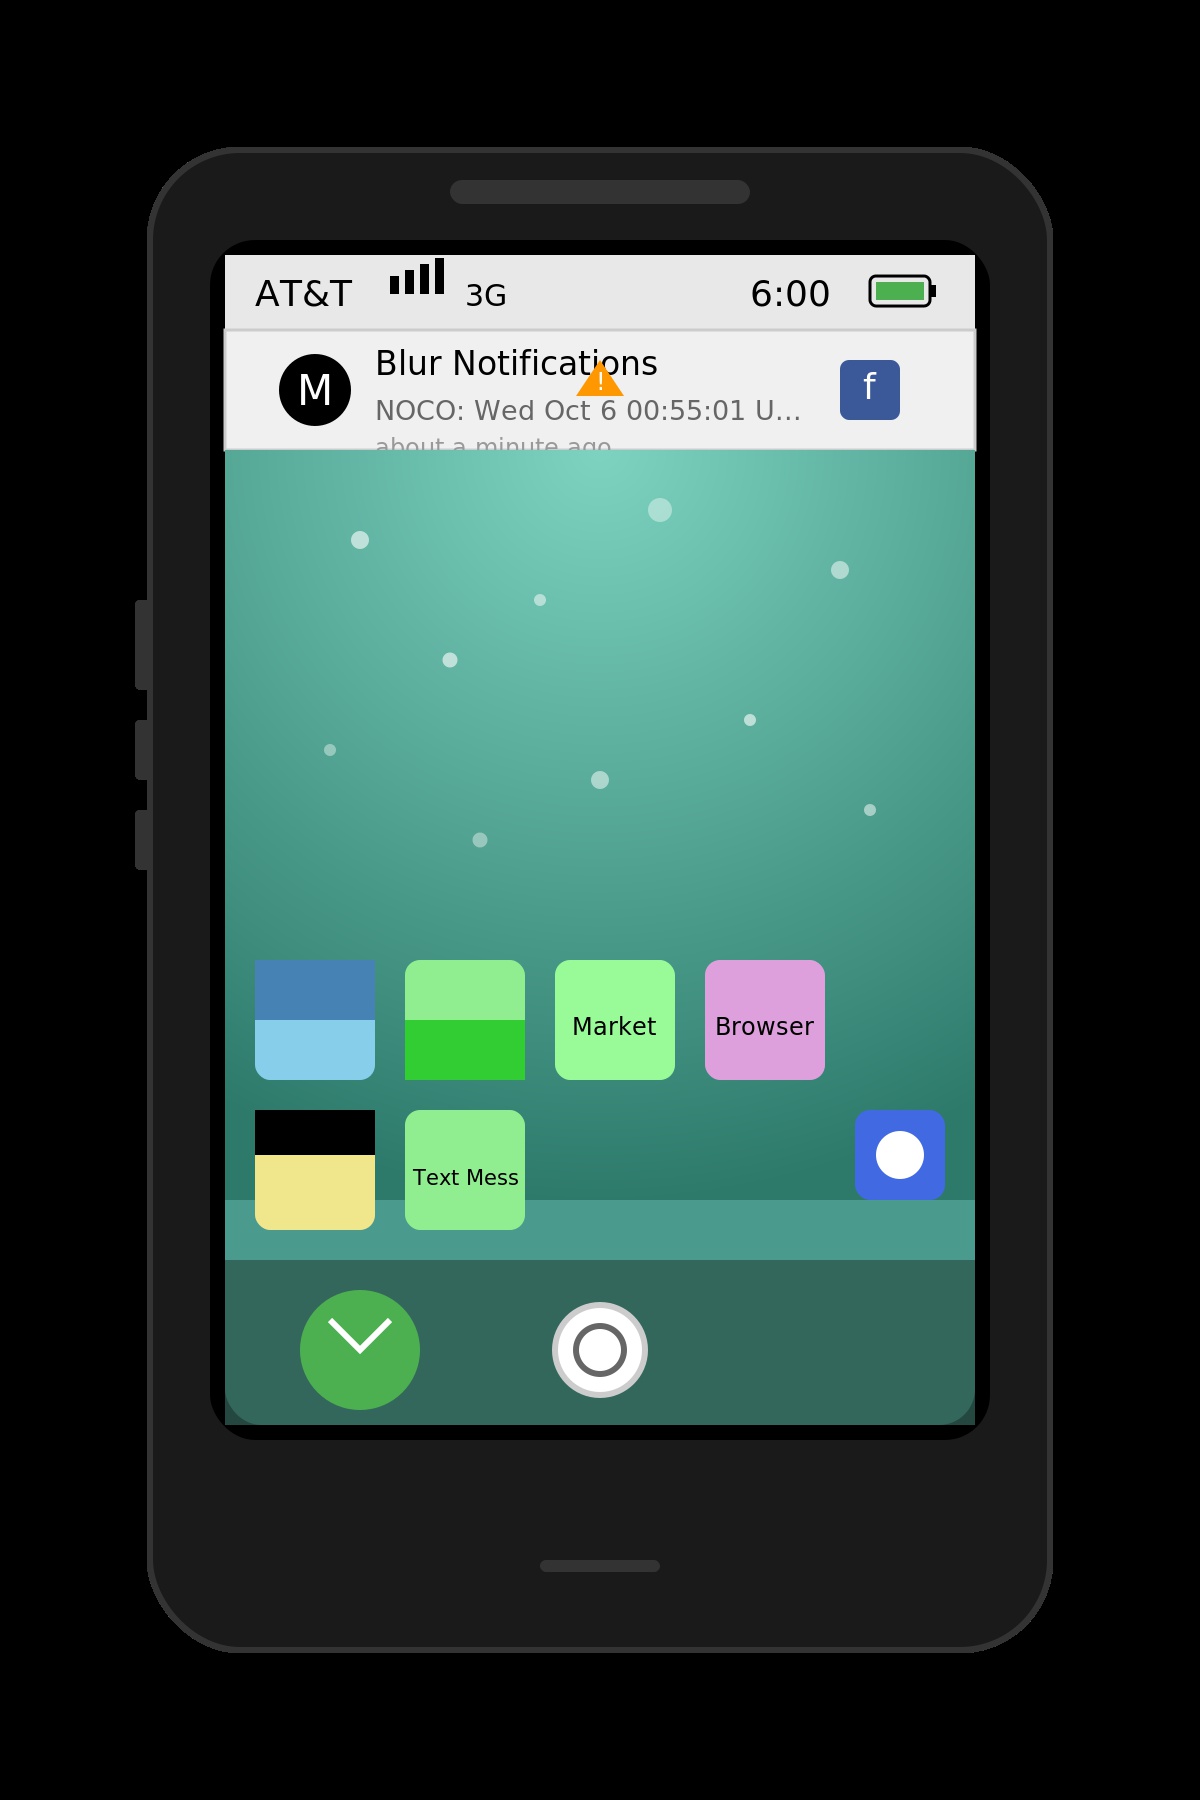 AT&T 3G 6:00
M Blur Notifications f
!
NOCO: Wed Oct 6 00:55:01 U...
about a minute ago
Market Browser
Text Mess